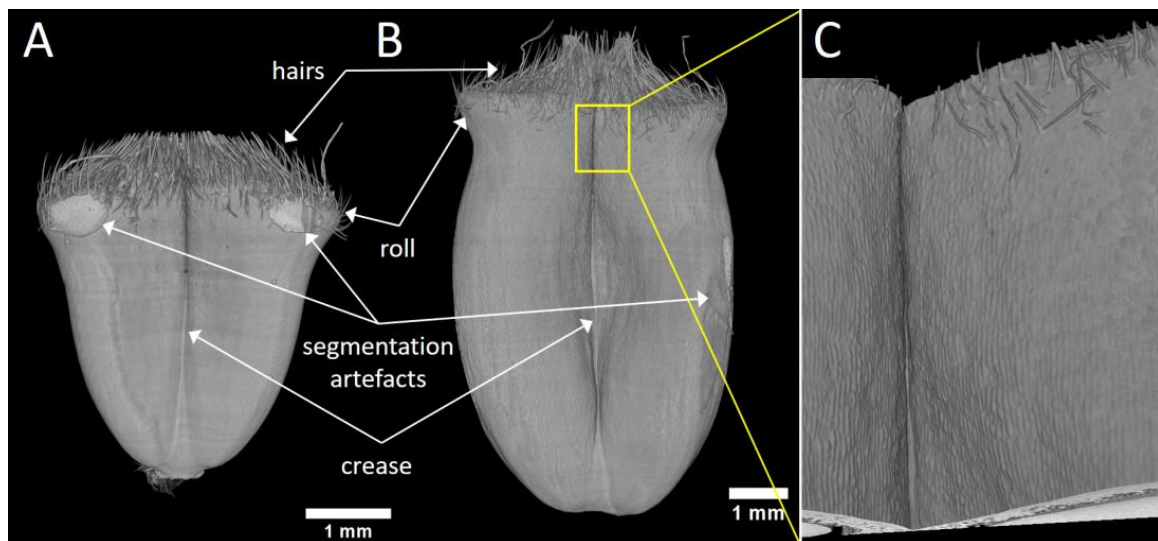 A
B
C
hairs
roll
segmentation
artefacts
crease
1 mm
1 mm